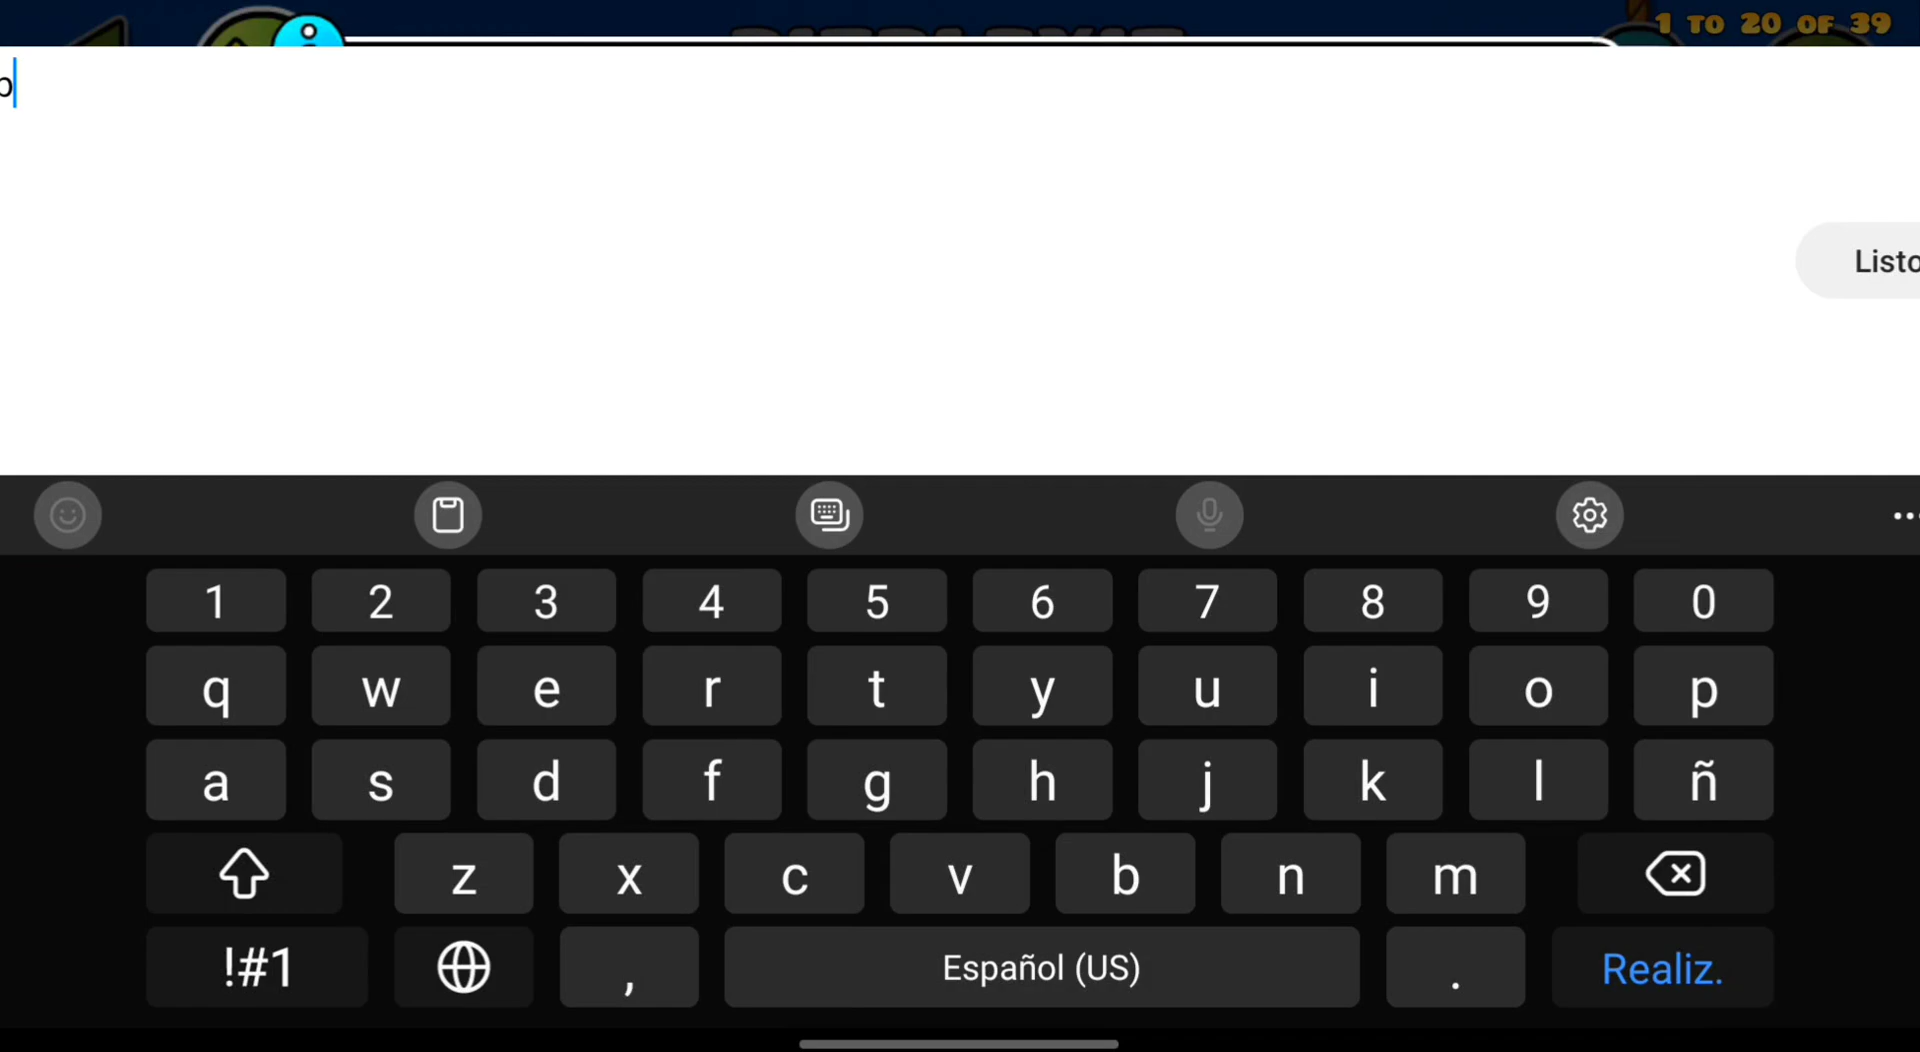 1 TO 20 OF 39
Listo
1 2 3 4 5 6 7 8 9 0
q w e r t y u i o p
a s d f g h j k l ñ
z x c v b n m
!#1 , Español (US) . Realiz.